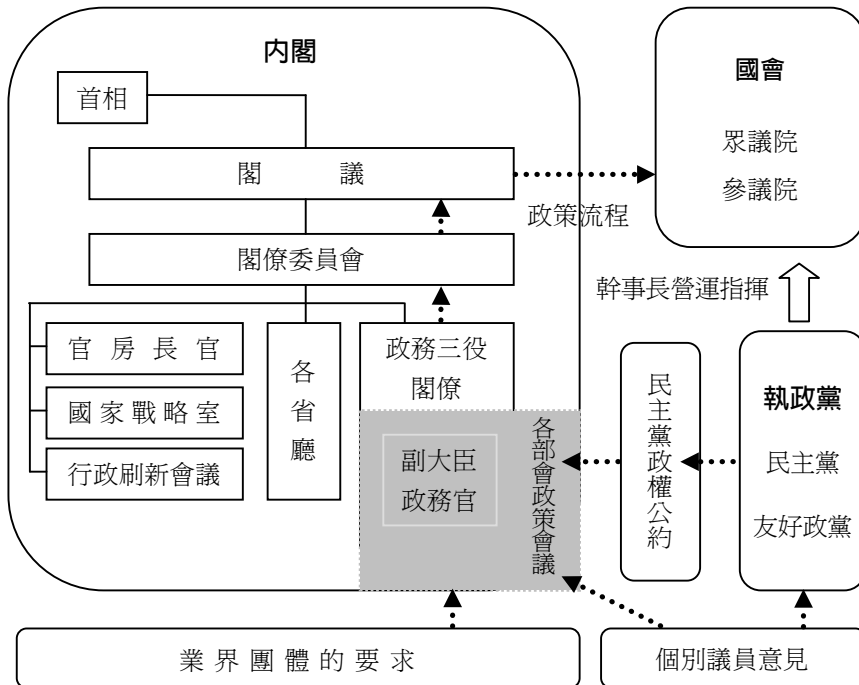 內閣
首相
閣議
閣僚委員會
官房長官
國家戰略室
行政刷新會議
各省廳
政務三役
閣僚
副大臣
政務官
各部會政策會議
政策流程
國會
眾議院
參議院
幹事長營運指揮
民主黨政權公約
執政黨
民主黨
友好政黨
業界團體的要求
個別議員意見